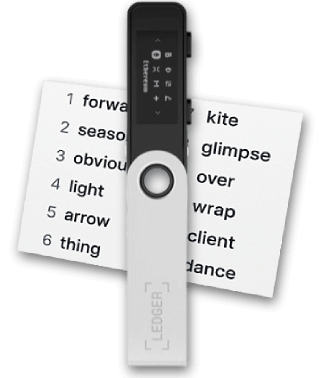 1 forwa
2 seaso
3 obviou
4 light
5 arrow
6 thing
kite
glimpse
over
wrap
client
dance
Ethereum
LEDGER